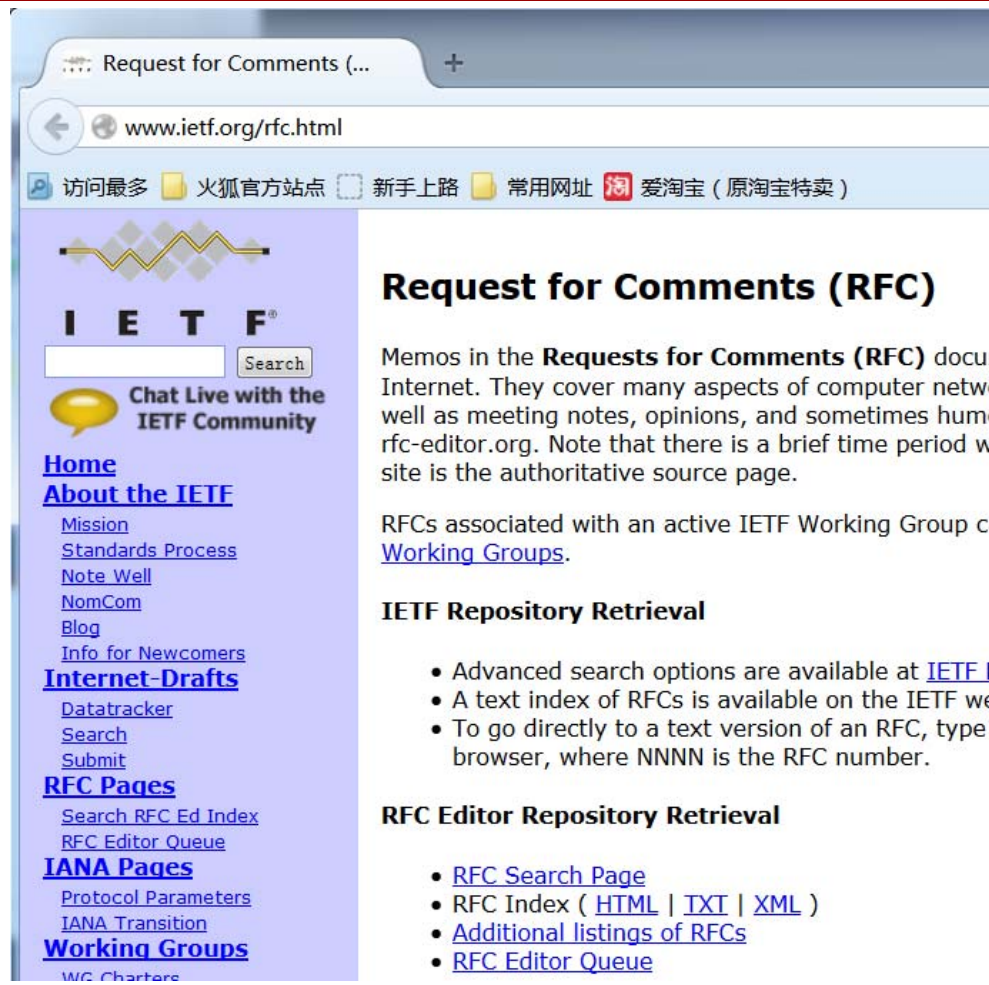 Request for Comments (...
www.ietf.org/rfc.html
访问最多 火狐官方站点 新手上路 常用网址 淘 爱淘宝（原淘宝特卖）
I E T F®
Search
Chat Live with the
IETF Community
Home
About the IETF
Mission
Standards Process
Note Well
NomCom
Blog
Info for Newcomers
Internet-Drafts
Datatracker
Search
Submit
RFC Pages
Search RFC Ed Index
RFC Editor Queue
IANA Pages
Protocol Parameters
IANA Transition
Working Groups
WG Charters
Request for Comments (RFC)
Memos in the Requests for Comments (RFC) docu
Internet. They cover many aspects of computer netw
well as meeting notes, opinions, and sometimes hum
rfc-editor.org. Note that there is a brief time period w
site is the authoritative source page.
RFCs associated with an active IETF Working Group c
Working Groups.
IETF Repository Retrieval
• Advanced search options are available at IETF
• A text index of RFCs is available on the IETF we
• To go directly to a text version of an RFC, type
browser, where NNNN is the RFC number.
RFC Editor Repository Retrieval
• RFC Search Page
• RFC Index ( HTML | TXT | XML )
• Additional listings of RFCs
• RFC Editor Queue